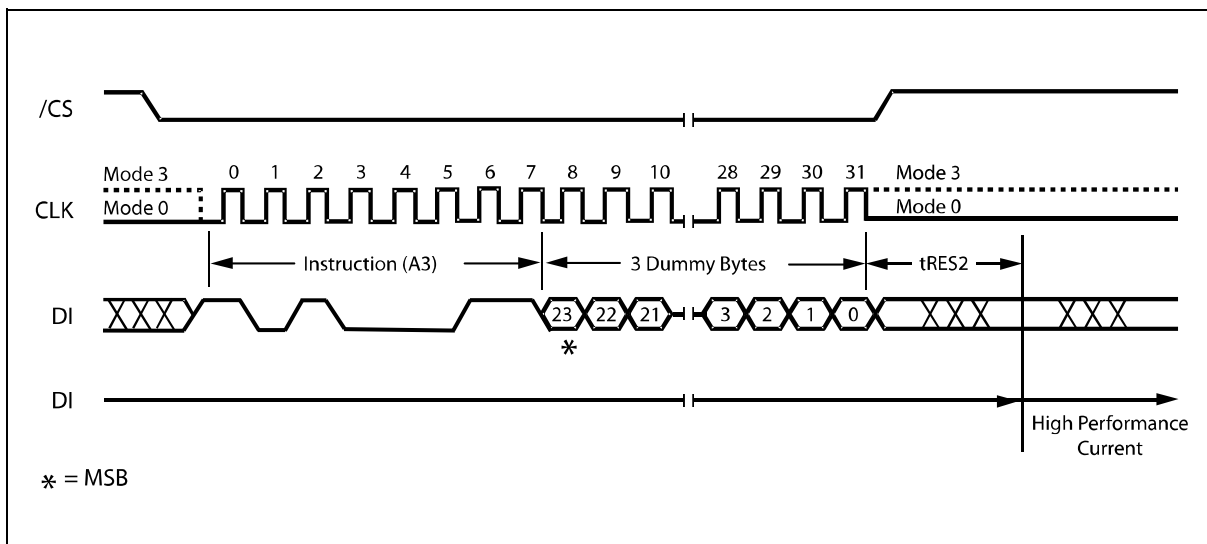 /CS
Mode 3
0 1 2 3 4 5 6 7 8 9 10 28 29 30 31
Mode 3
CLK
Mode 0
Mode 0
Instruction (A3)
3 Dummy Bytes
tRES2
DI
23 22 21 3 2 1 0
*
DI
High Performance
Current
* = MSB